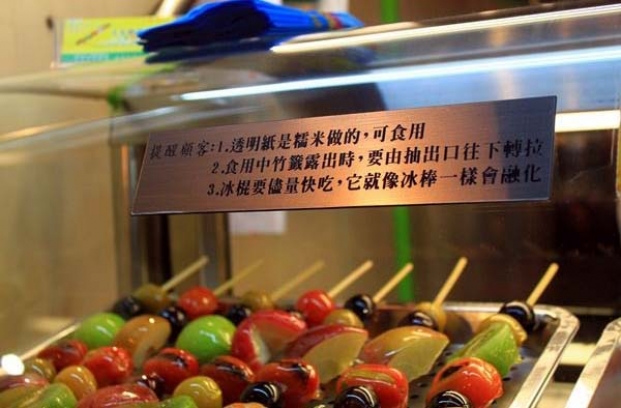 提醒顧客:1.透明紙是糯米做的，可食用
2.食用中竹籤露出時，要由抽出口往下轉拉
3.冰棍要儘量快吃，它就像冰棒一樣會融化